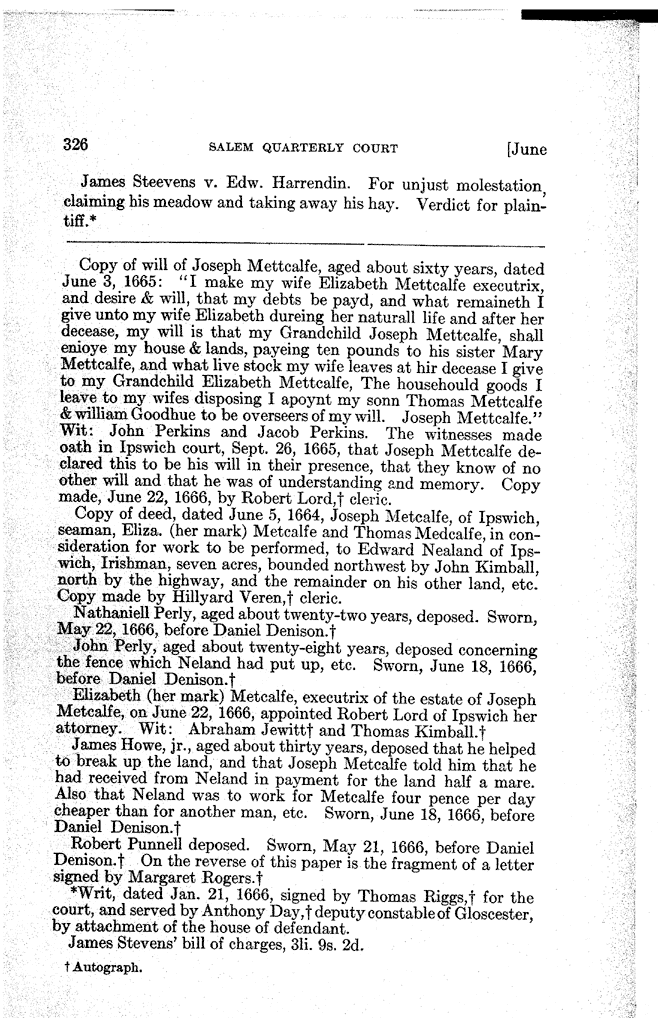 326 SALEM QUARTERLY COURT [June
James Steevens v. Edw. Harrendin. For unjust molestation,
claiming his meadow and taking away his hay. Verdict for plain-
tiff.*
Copy of will of Joseph Mettcalfe, aged about sixty years, dated
June 3, 1665: "I make my wife Elizabeth Mettcalfe executrix,
and desire & will, that my debts be payd, and what remaineth I
give unto my wife Elizabeth dureing her naturall life and after her
decease, my will is that my Grandchild Joseph Mettcalfe, shall
enioye my house & lands, payeing ten pounds to his sister Mary
Mettcalfe, and what live stock my wife leaves at hir decease I give
to my Grandchild Elizabeth Mettcalfe, The househould goods I
leave to my wifes disposing I apoynt my sonn Thomas Mettcalfe
& william Goodhue to be overseers of my will. Joseph Mettcalfe."
Wit: John Perkins and Jacob Perkins. The witnesses made
oath in Ipswich court, Sept. 26, 1665, that Joseph Mettcalfe de-
clared this to be his will in their presence, that they know of no
other will and that he was of understanding and memory. Copy
made, June 22, 1666, by Robert Lord,† cleric.
Copy of deed, dated June 5, 1664, Joseph Metcalfe, of Ipswich,
seaman, Eliza. (her mark) Metcalfe and Thomas Medcalfe, in con-
sideration for work to be performed, to Edward Nealand of Ips-
wich, Irishman, seven acres, bounded northwest by John Kimball,
north by the highway, and the remainder on his other land, etc.
Copy made by Hillyard Veren,† cleric.
Nathaniell Perly, aged about twenty-two years, deposed. Sworn,
May 22, 1666, before Daniel Denison.†
John Perly, aged about twenty-eight years, deposed concerning
the fence which Neland had put up, etc. Sworn, June 18, 1666,
before Daniel Denison.†
Elizabeth (her mark) Metcalfe, executrix of the estate of Joseph
Metcalfe, on June 22, 1666, appointed Robert Lord of Ipswich her
attorney. Wit: Abraham Jewitt† and Thomas Kimball.†
James Howe, jr., aged about thirty years, deposed that he helped
to break up the land, and that Joseph Metcalfe told him that he
had received from Neland in payment for the land half a mare.
Also that Neland was to work for Metcalfe four pence per day
cheaper than for another man, etc. Sworn, June 18, 1666, before
Daniel Denison.†
Robert Punnell deposed. Sworn, May 21, 1666, before Daniel
Denison.† On the reverse of this paper is the fragment of a letter
signed by Margaret Rogers.†
*Writ, dated Jan. 21, 1666, signed by Thomas Riggs,† for the
court, and served by Anthony Day,† deputy constable of Gloscester,
by attachment of the house of defendant.
James Stevens' bill of charges, 3li. 9s. 2d.
† Autograph.